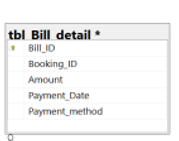 tbl_Bill_detail *
Bill_ID
Booking_ID
Amount
Payment_Date
Payment_method